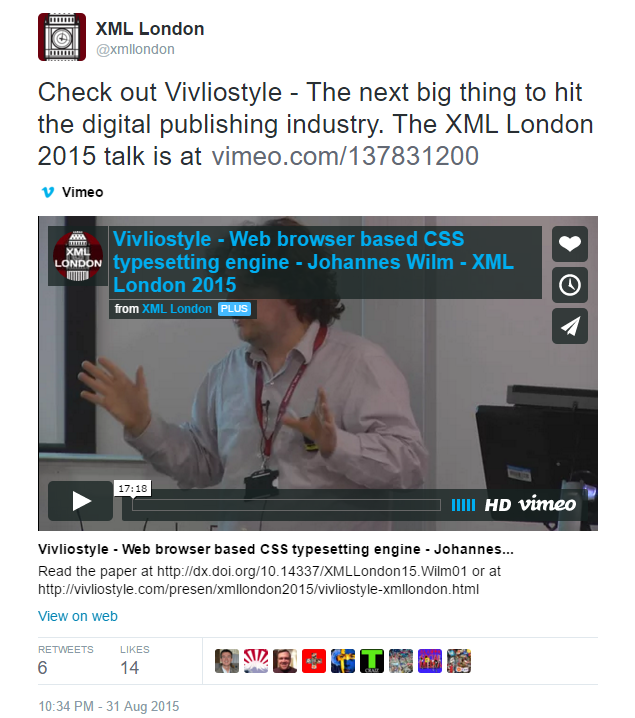 XML London
@xmllondon
Check out Vivliostyle - The next big thing to hit
the digital publishing industry. The XML London
2015 talk is at vimeo.com/137831200
Vimeo
XML
LONDON
Vivliostyle - Web browser based CSS
typesetting engine - Johannes Wilm - XML
London 2015
from XML London PLUS
17:18
HD vimeo
Vivliostyle - Web browser based CSS typesetting engine - Johannes...
Read the paper at http://dx.doi.org/10.14337/XMLLondon15.Wilm01 or at
http://vivliostyle.com/presen/xmllondon2015/vivliostyle-xmllondon.html
View on web
RETWEETS LIKES
6 14
10:34 PM - 31 Aug 2015